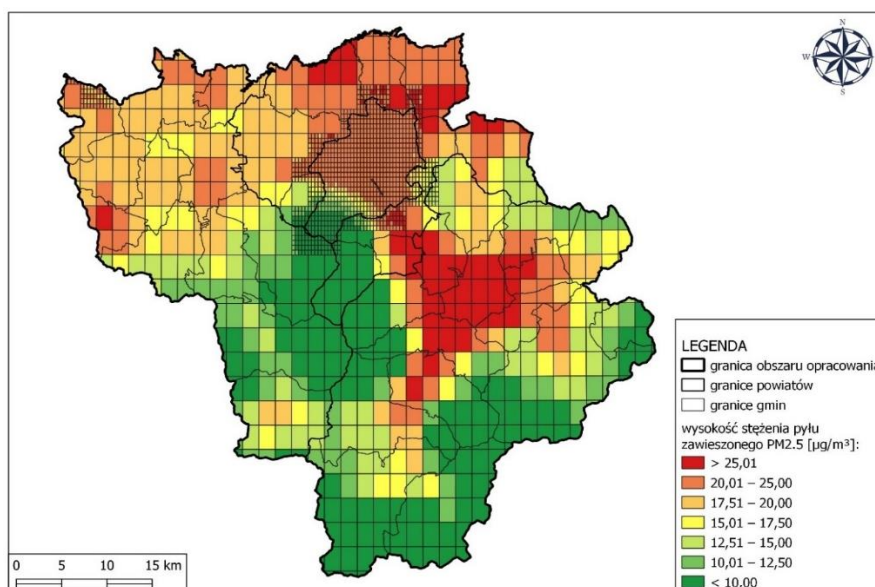 N
W
S
LEGENDA
granica obszaru opracowania
granice powiatów
granice gmin
wysokość stężenia pyłu
zawieszonego PM2.5 [µg/m³]:
> 25,01
20,01 – 25,00
17,51 – 20,00
15,01 – 17,50
12,51 – 15,00
10,01 – 12,50
< 10,00
0 5 10 15 km